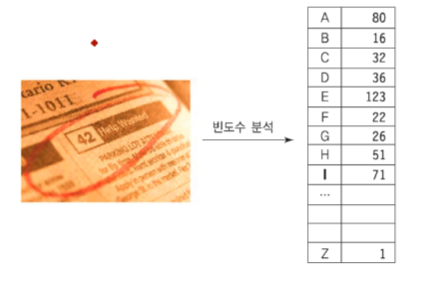 tario
1-1011
42 Help Wanted
PARKING LOT
빈도수 분석
A 80
B 16
C 32
D 36
E 123
F 22
G 26
H 51
I 71
...
Z 1